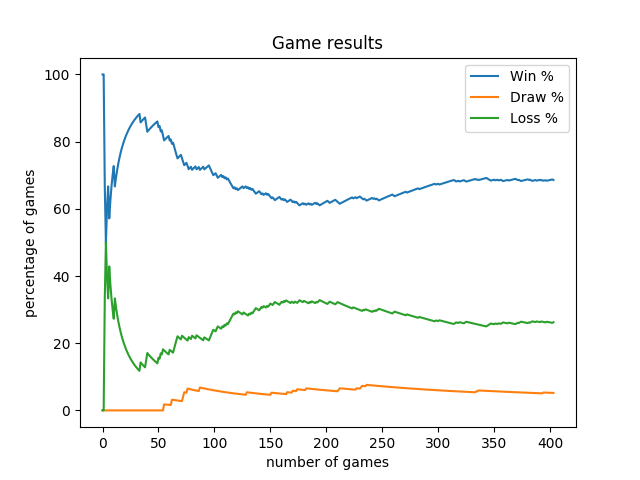 Game results
100
80
60
40
20
0
percentage of games
Win %
Draw %
Loss %
0 50 100 150 200 250 300 350 400
number of games